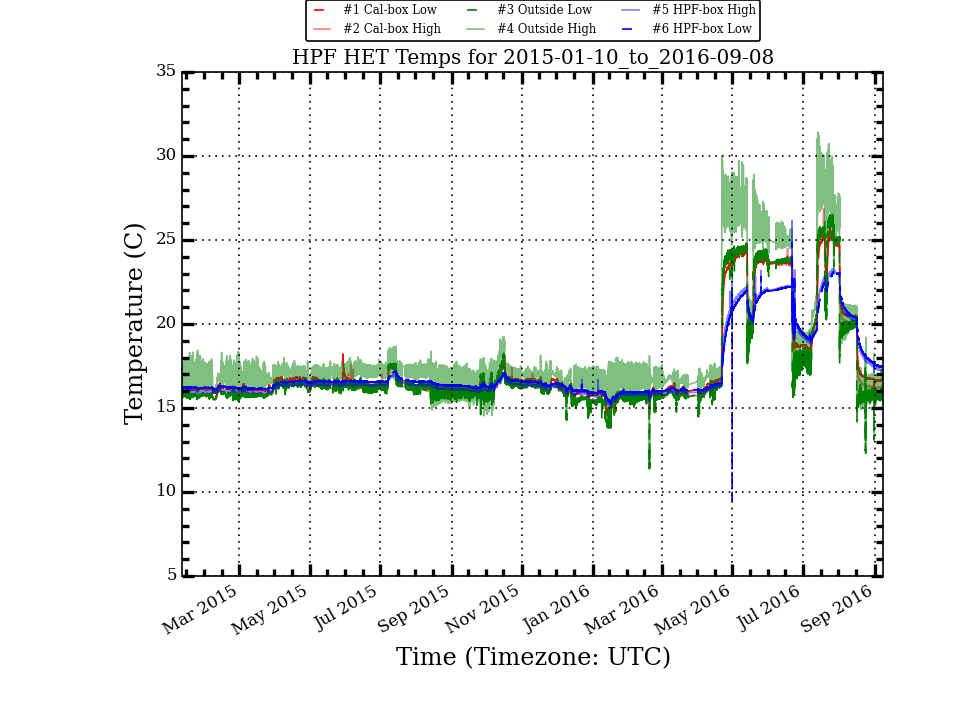 #1 Cal-box Low #3 Outside Low #5 HPF-box High
#2 Cal-box High #4 Outside High #6 HPF-box Low
HPF HET Temps for 2015-01-10_to_2016-09-08
35
30
25
20
15
10
5
Temperature (C)
Mar 2015 May 2015 Jul 2015 Sep 2015 Nov 2015 Jan 2016 Mar 2016 May 2016 Jul 2016 Sep 2016
Time (Timezone: UTC)